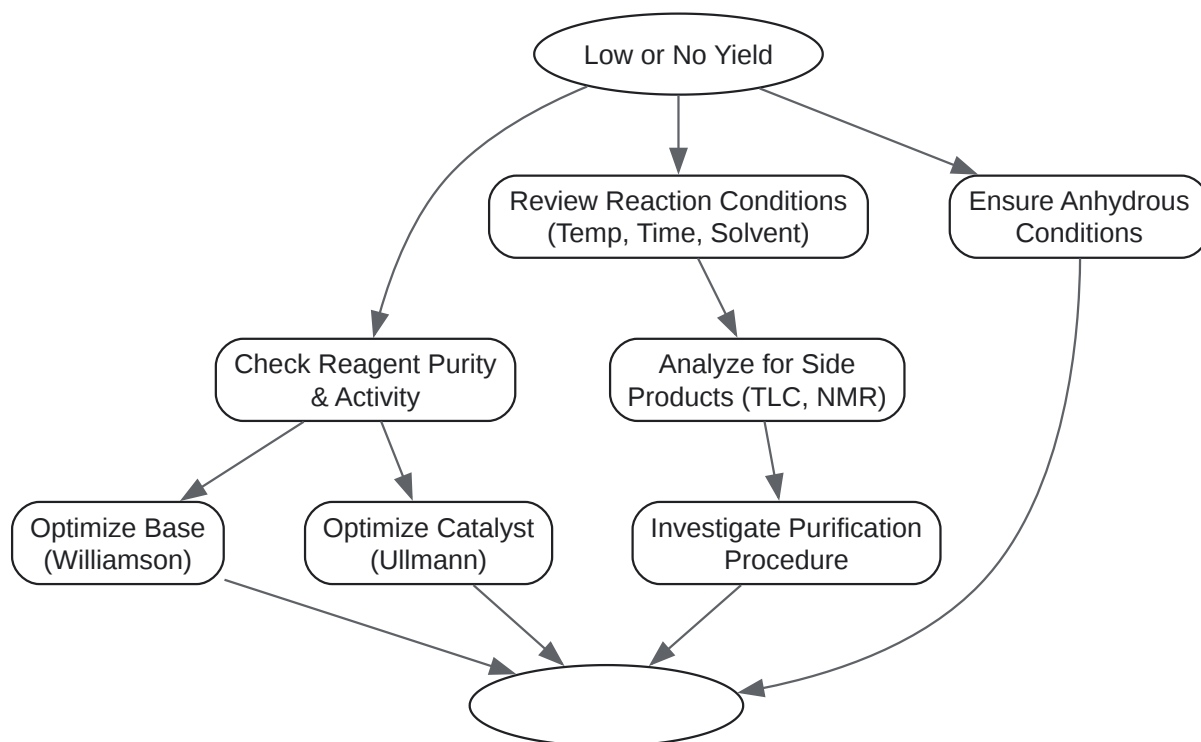 Low or No Yield
Review Reaction Conditions
(Temp, Time, Solvent)
Ensure Anhydrous
Conditions
Check Reagent Purity
& Activity
Analyze for Side
Products (TLC, NMR)
Optimize Base
(Williamson)
Optimize Catalyst
(Ullmann)
Investigate Purification
Procedure